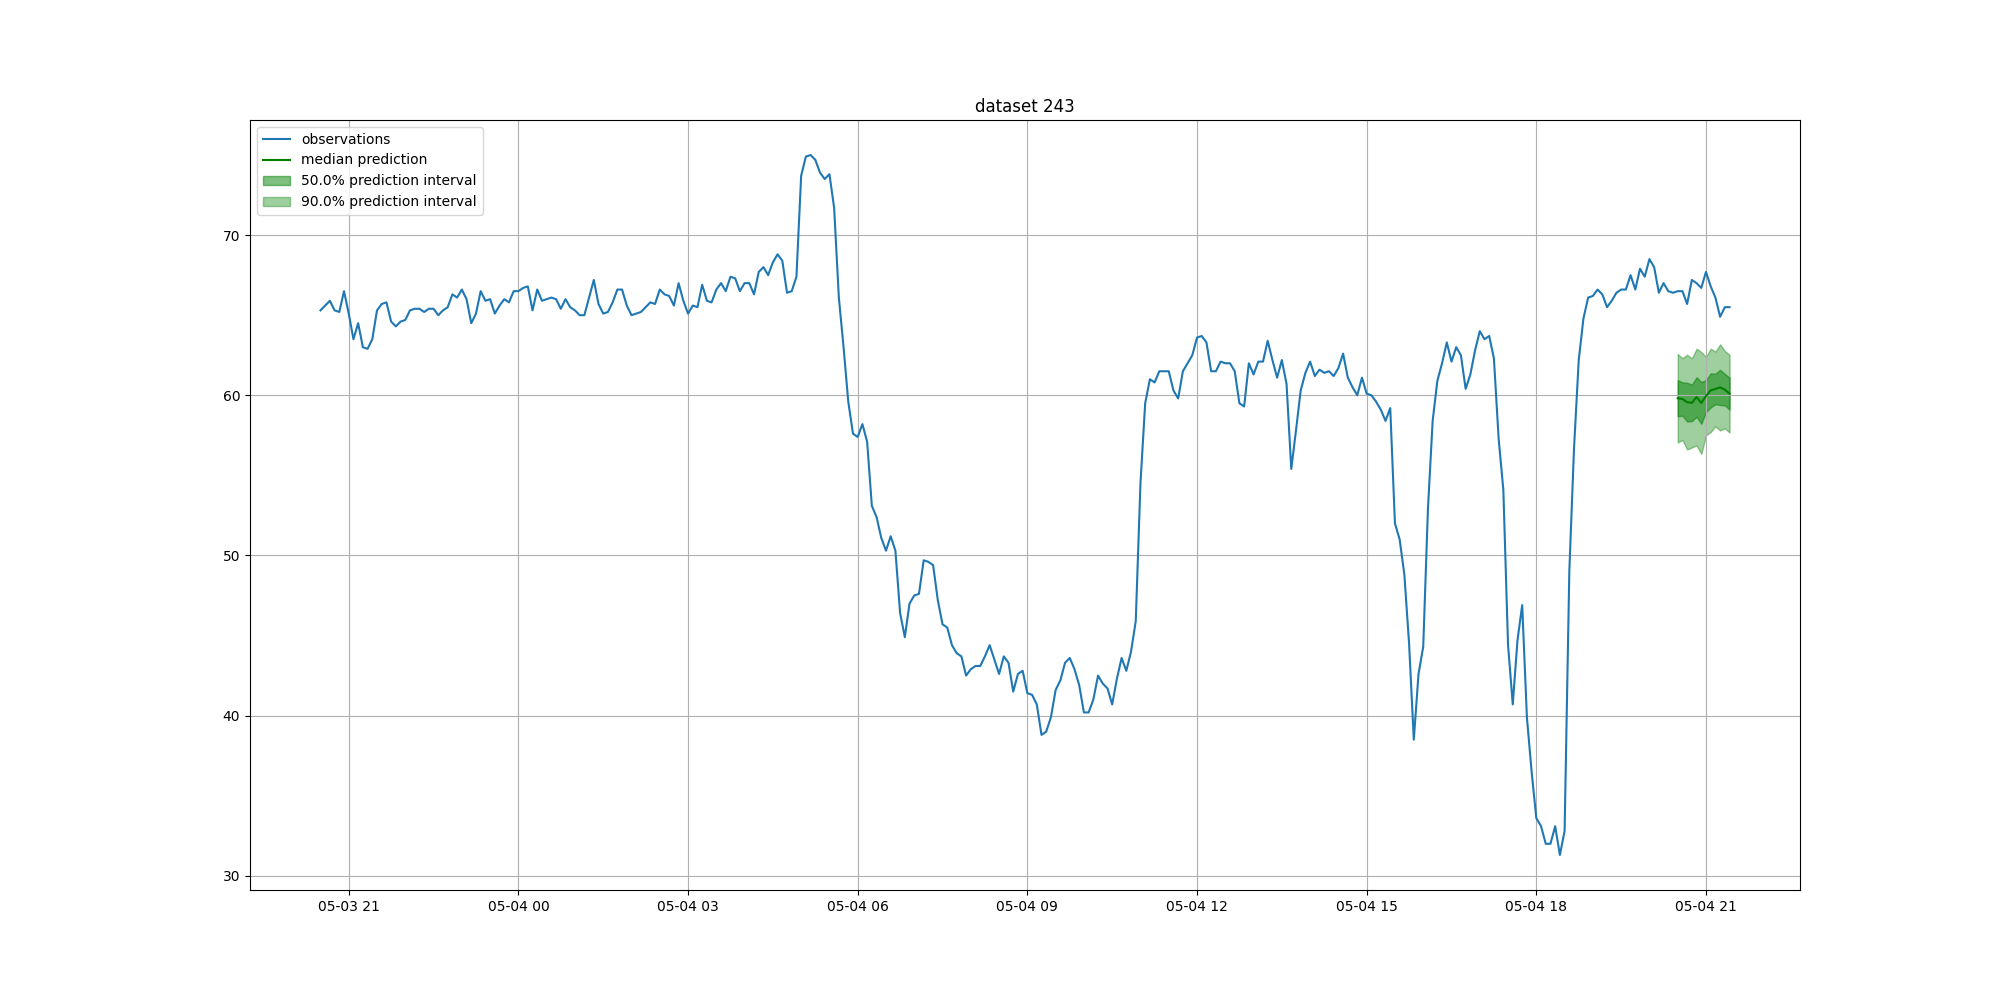 dataset 243
observations
median prediction
50.0% prediction interval
90.0% prediction interval
70
60
50
40
30
05-03 21
05-04 00
05-04 03
05-04 06
05-04 09
05-04 12
05-04 15
05-04 18
05-04 21